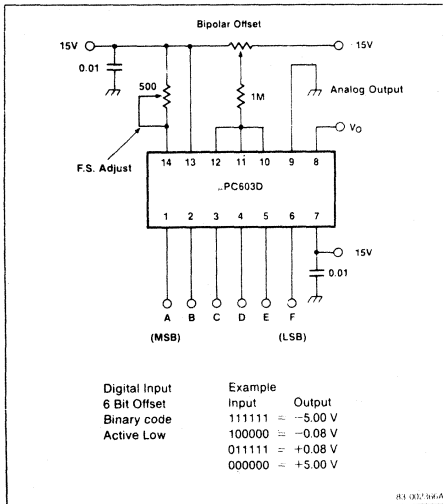 Bipolar Offset
15V
15V
0.01
500
1M
Analog Output
VO
F.S. Adjust
14 13 12 11 10 9 8
μPC603D
1 2 3 4 5 6 7
15V
0.01
A B C D E F
(MSB) (LSB)
Digital Input Example
6 Bit Offset Input Output
Binary code 111111 = −5.00 V
Active Low 100000 = −0.08 V
011111 = +0.08 V
000000 = +5.00 V
83 002366A